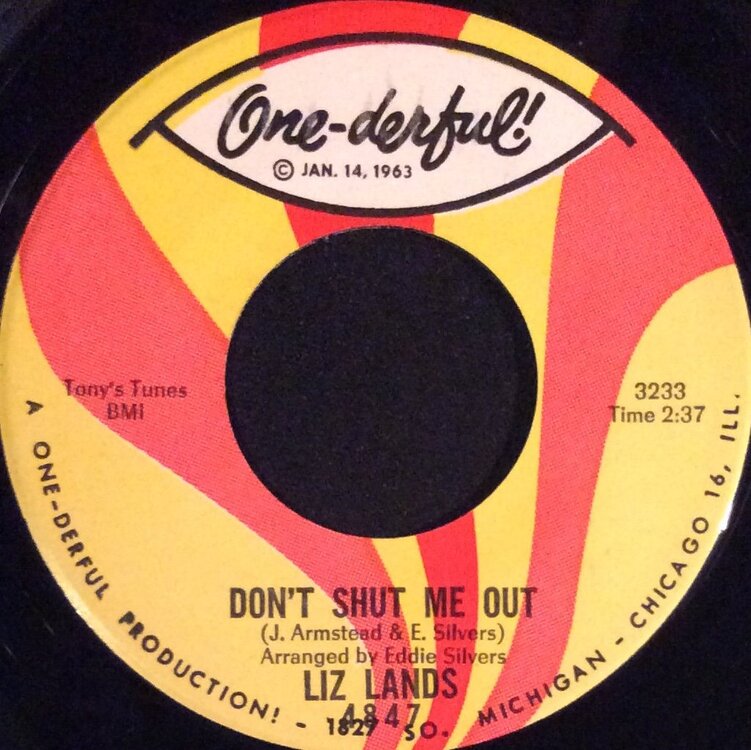 One-derful!
© JAN. 14, 1963
Tony's Tunes
BMI
3233
Time 2:37
DON'T SHUT ME OUT
(J. Armstead & E. Silvers)
Arranged by Eddie Silvers
LIZ LANDS
4847
A ONE-DERFUL PRODUCTION! - 1827 SO. MICHIGAN - CHICAGO 16, ILL.